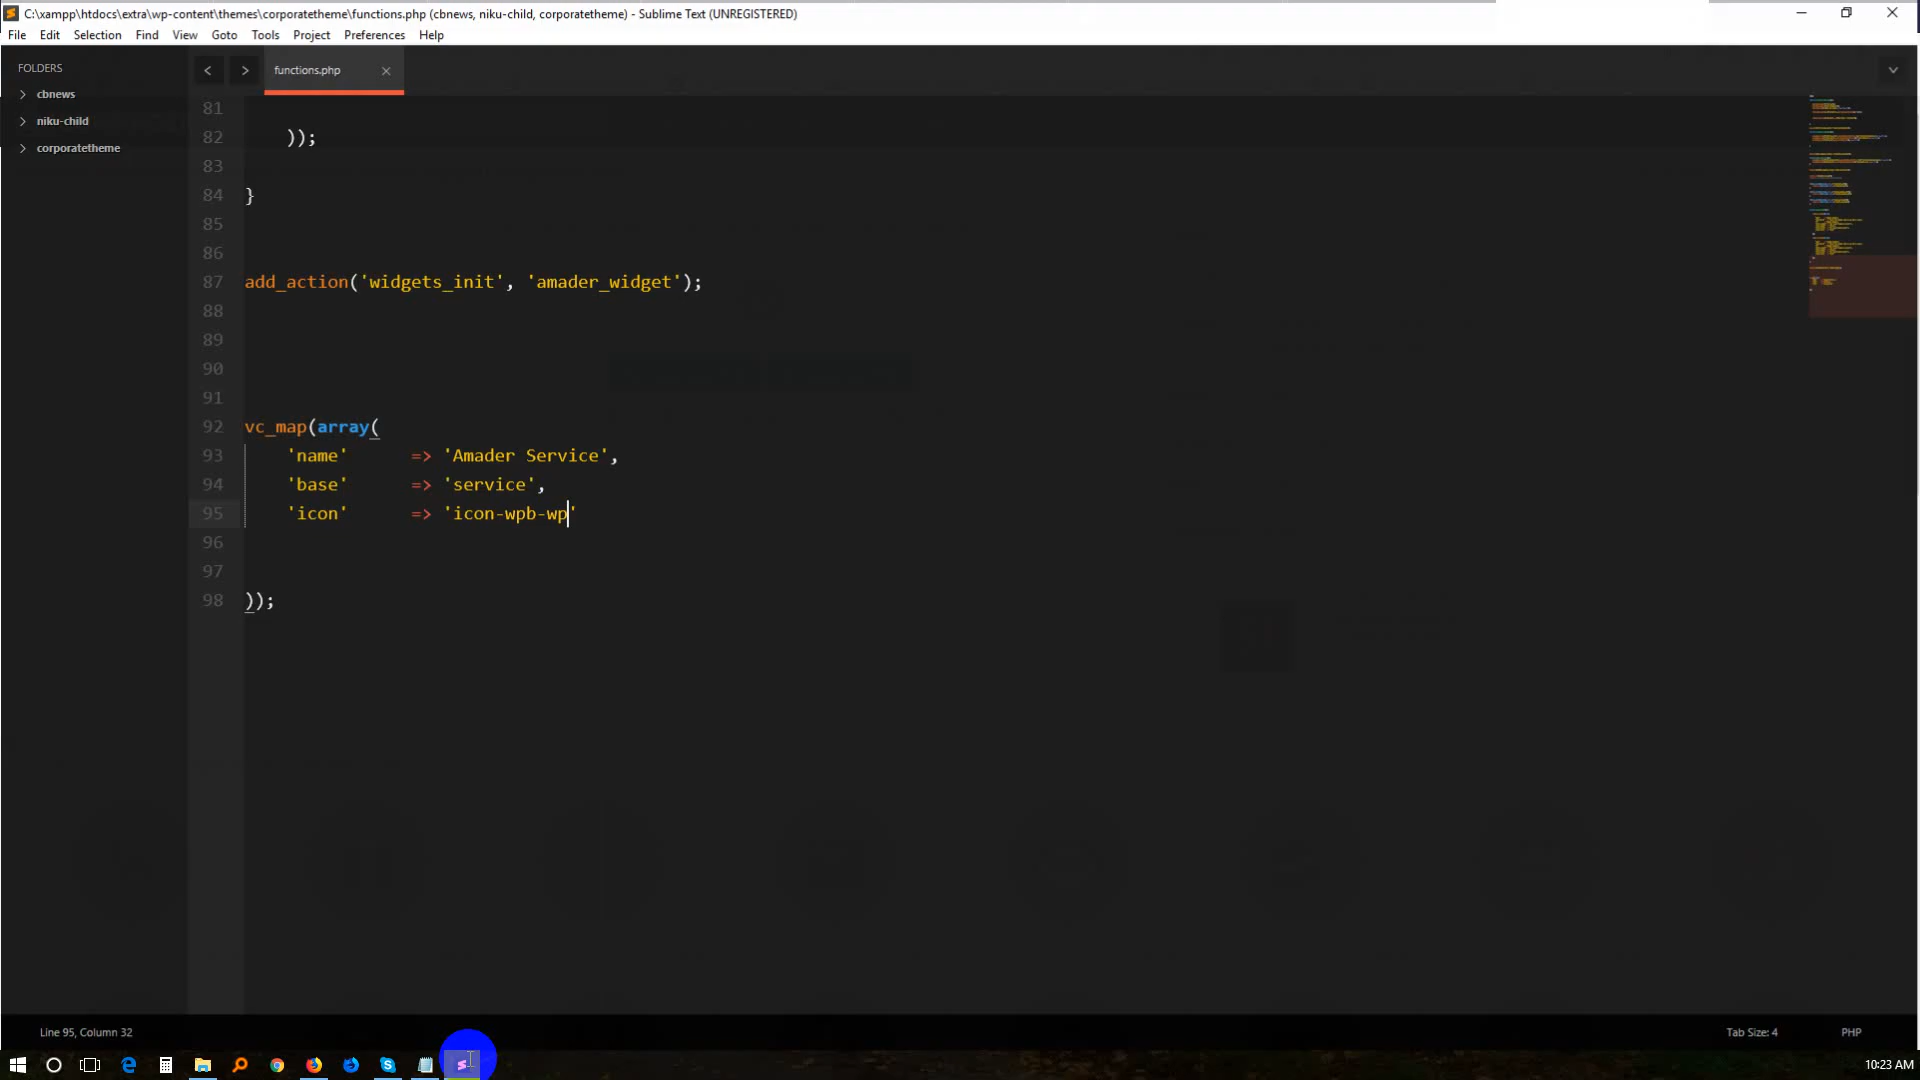 C:\xampp\htdocs\extra\wp-content\themes\corporatetheme\functions.php (cbnews, niku-child, corporatetheme) - Sublime Text (UNREGISTERED)
File Edit Selection Find View Goto Tools Project Preferences Help
FOLDERS
cbnews
niku-child
corporatetheme
functions.php
81
82 ));
83
84 }
85
86
87 add_action('widgets_init', 'amader_widget');
88
89
90
91
92 vc_map(array(
93 'name' => 'Amader Service',
94 'base' => 'service',
95 'icon' => 'icon-wpb-wp'
96
97
98 ));
Line 95, Column 32
Tab Size: 4
PHP
10:23 AM